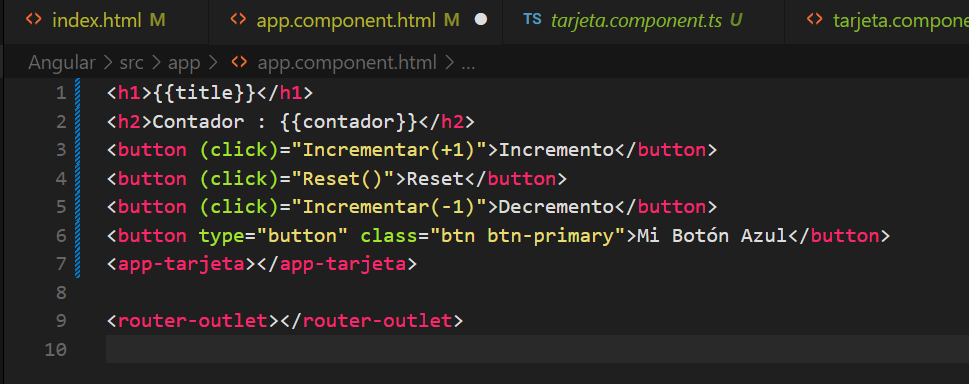 index.html M app.component.html M TS tarjeta.component.ts U tarjeta.compone
Angular > src > app > app.component.html > ...
1 <h1>{{title}}</h1>
2 <h2>Contador : {{contador}}</h2>
3 <button (click)="Incrementar(+1)">Incremento</button>
4 <button (click)="Reset()">Reset</button>
5 <button (click)="Incrementar(-1)">Decremento</button>
6 <button type="button" class="btn btn-primary">Mi Botón Azul</button>
7 <app-tarjeta></app-tarjeta>
8
9 <router-outlet></router-outlet>
10